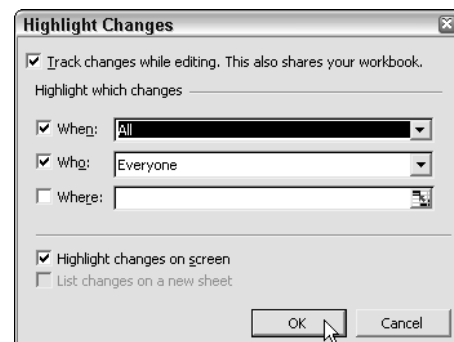 Highlight Changes
Track changes while editing. This also shares your workbook.
Highlight which changes
When: All
Who: Everyone
Where:
Highlight changes on screen
List changes on a new sheet
OK Cancel